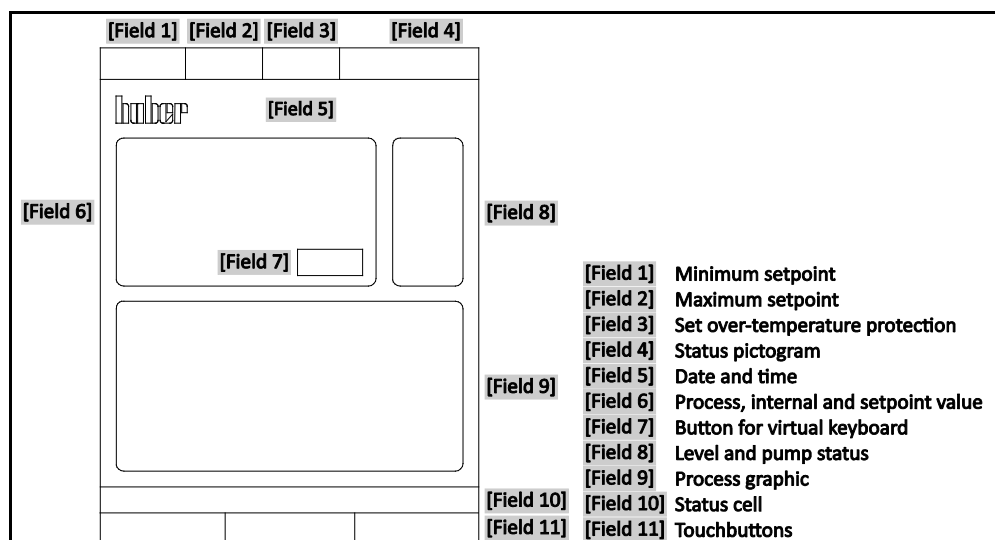 [Field 1] [Field 2] [Field 3] [Field 4]
huber [Field 5]
[Field 6]
[Field 8]
[Field 7]
[Field 9]
[Field 10]
[Field 11]
[Field 1] Minimum setpoint
[Field 2] Maximum setpoint
[Field 3] Set over-temperature protection
[Field 4] Status pictogram
[Field 5] Date and time
[Field 6] Process, internal and setpoint value
[Field 7] Button for virtual keyboard
[Field 8] Level and pump status
[Field 9] Process graphic
[Field 10] Status cell
[Field 11] Touchbuttons